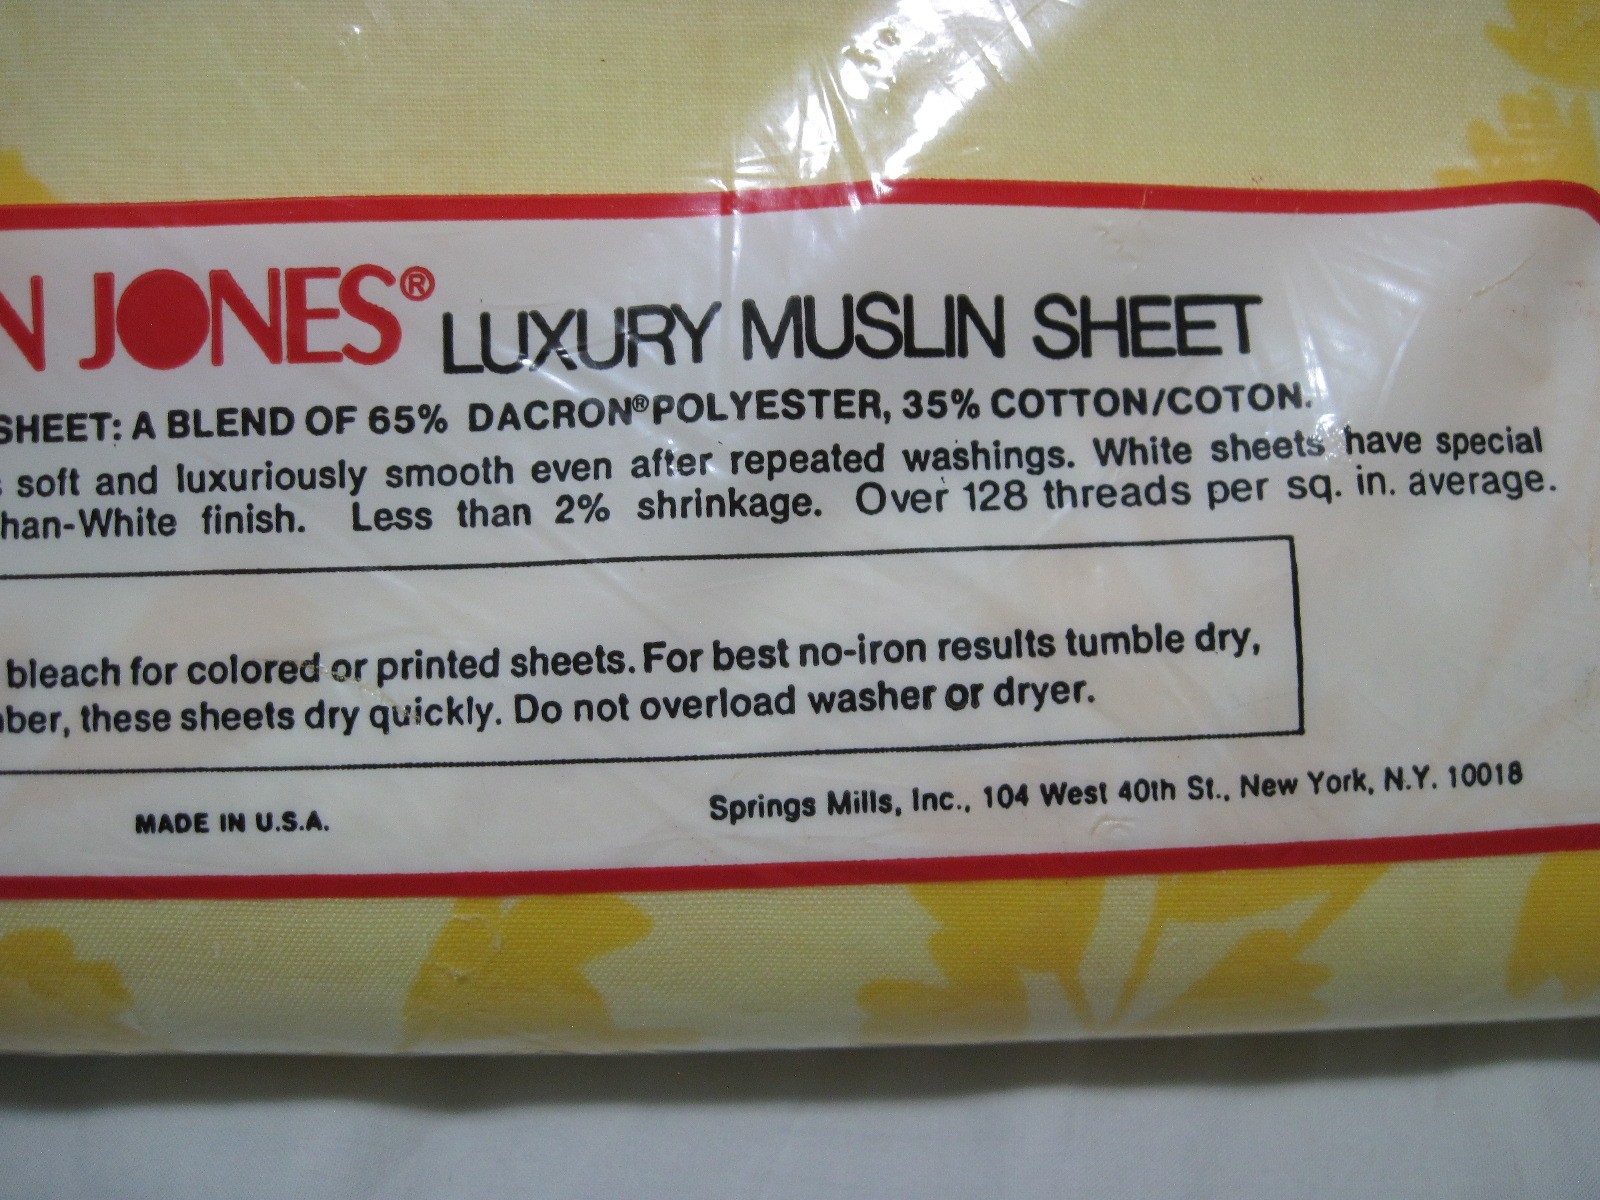 N JONES® LUXURY MUSLIN SHEET
SHEET: A BLEND OF 65% DACRON® POLYESTER, 35% COTTON/COTON.
soft and luxuriously smooth even after repeated washings. White sheets have special
han-White finish. Less than 2% shrinkage. Over 128 threads per sq. in. average.
bleach for colored or printed sheets. For best no-iron results tumble dry,
ber, these sheets dry quickly. Do not overload washer or dryer.
MADE IN U.S.A.
Springs Mills, Inc., 104 West 40th St., New York, N.Y. 10018